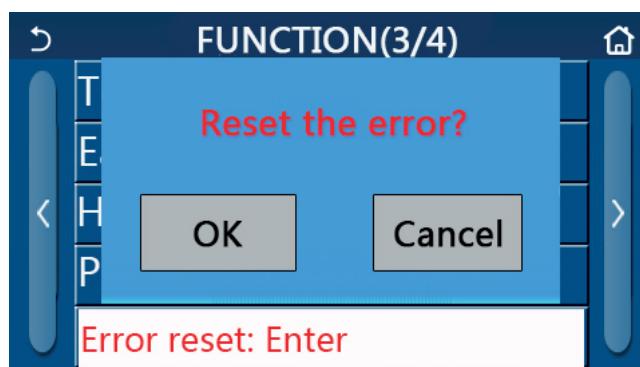 FUNCTION(3/4)
T
Reset the error?
E
H
OK
Cancel
P
Error reset: Enter